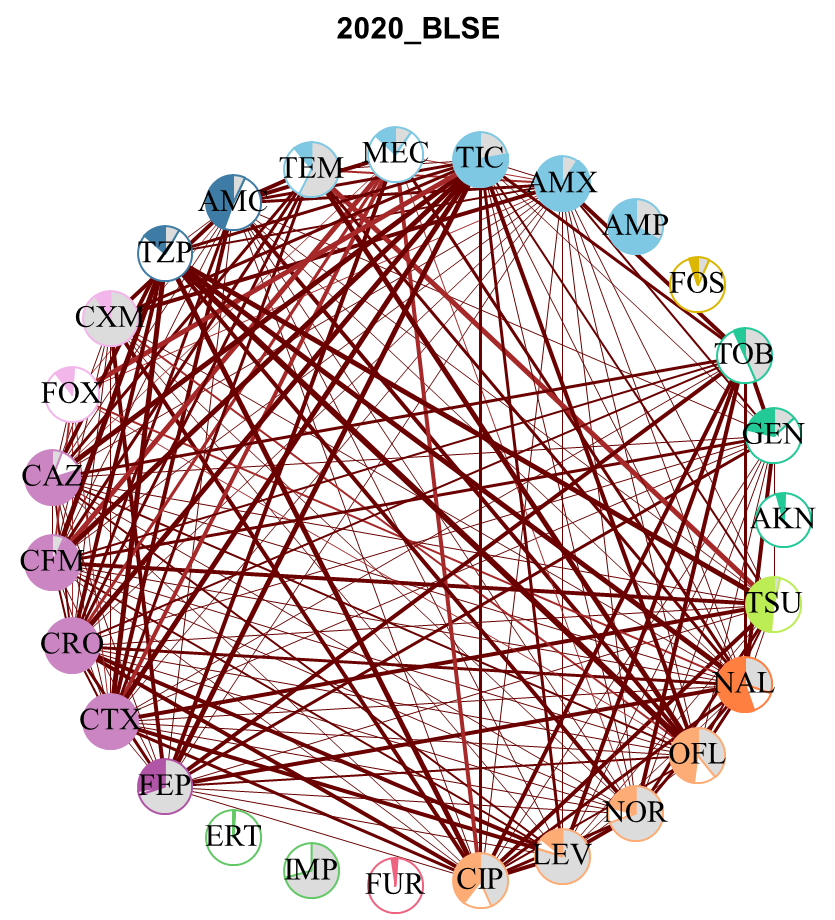 2020_BLSE
MEC
TIC
TEM
AMX
AMC
AMP
TZP
FOS
CXM
TOB
FOX
GEN
CAZ
AKN
CFM
TSU
CRO
NAL
CTX
OFL
FEP
NOR
ERT
LEV
IMP
CIP
FUR